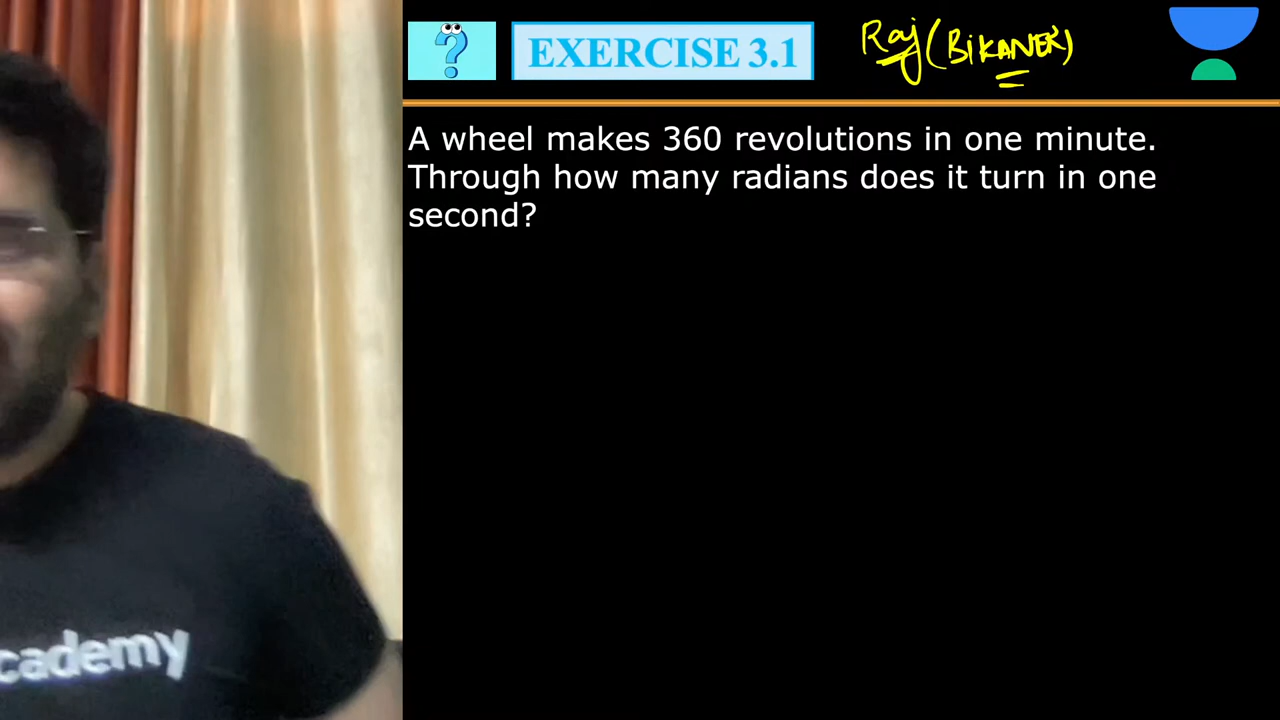 ? EXERCISE 3.1 Raj (BIKANER)
A wheel makes 360 revolutions in one minute.
Through how many radians does it turn in one
second?
cademy